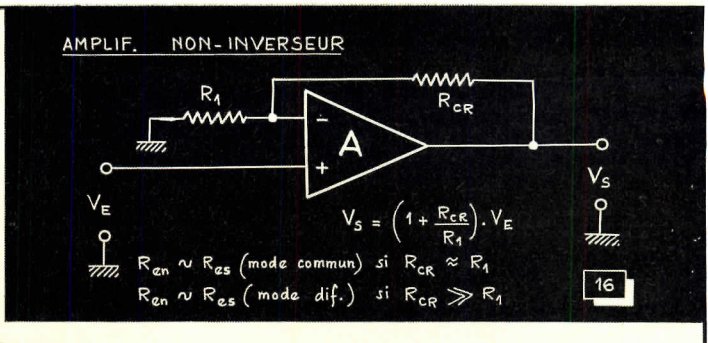 AMPLIF. NON-INVERSEUR
R1
RCR
-
A
+
VE
VS
VS = (1 + RCR/R1) . VE
Ren ~ Res (mode commun) si RCR ≈ R1
Ren ~ Res (mode dif.) si RCR ≫ R1
16